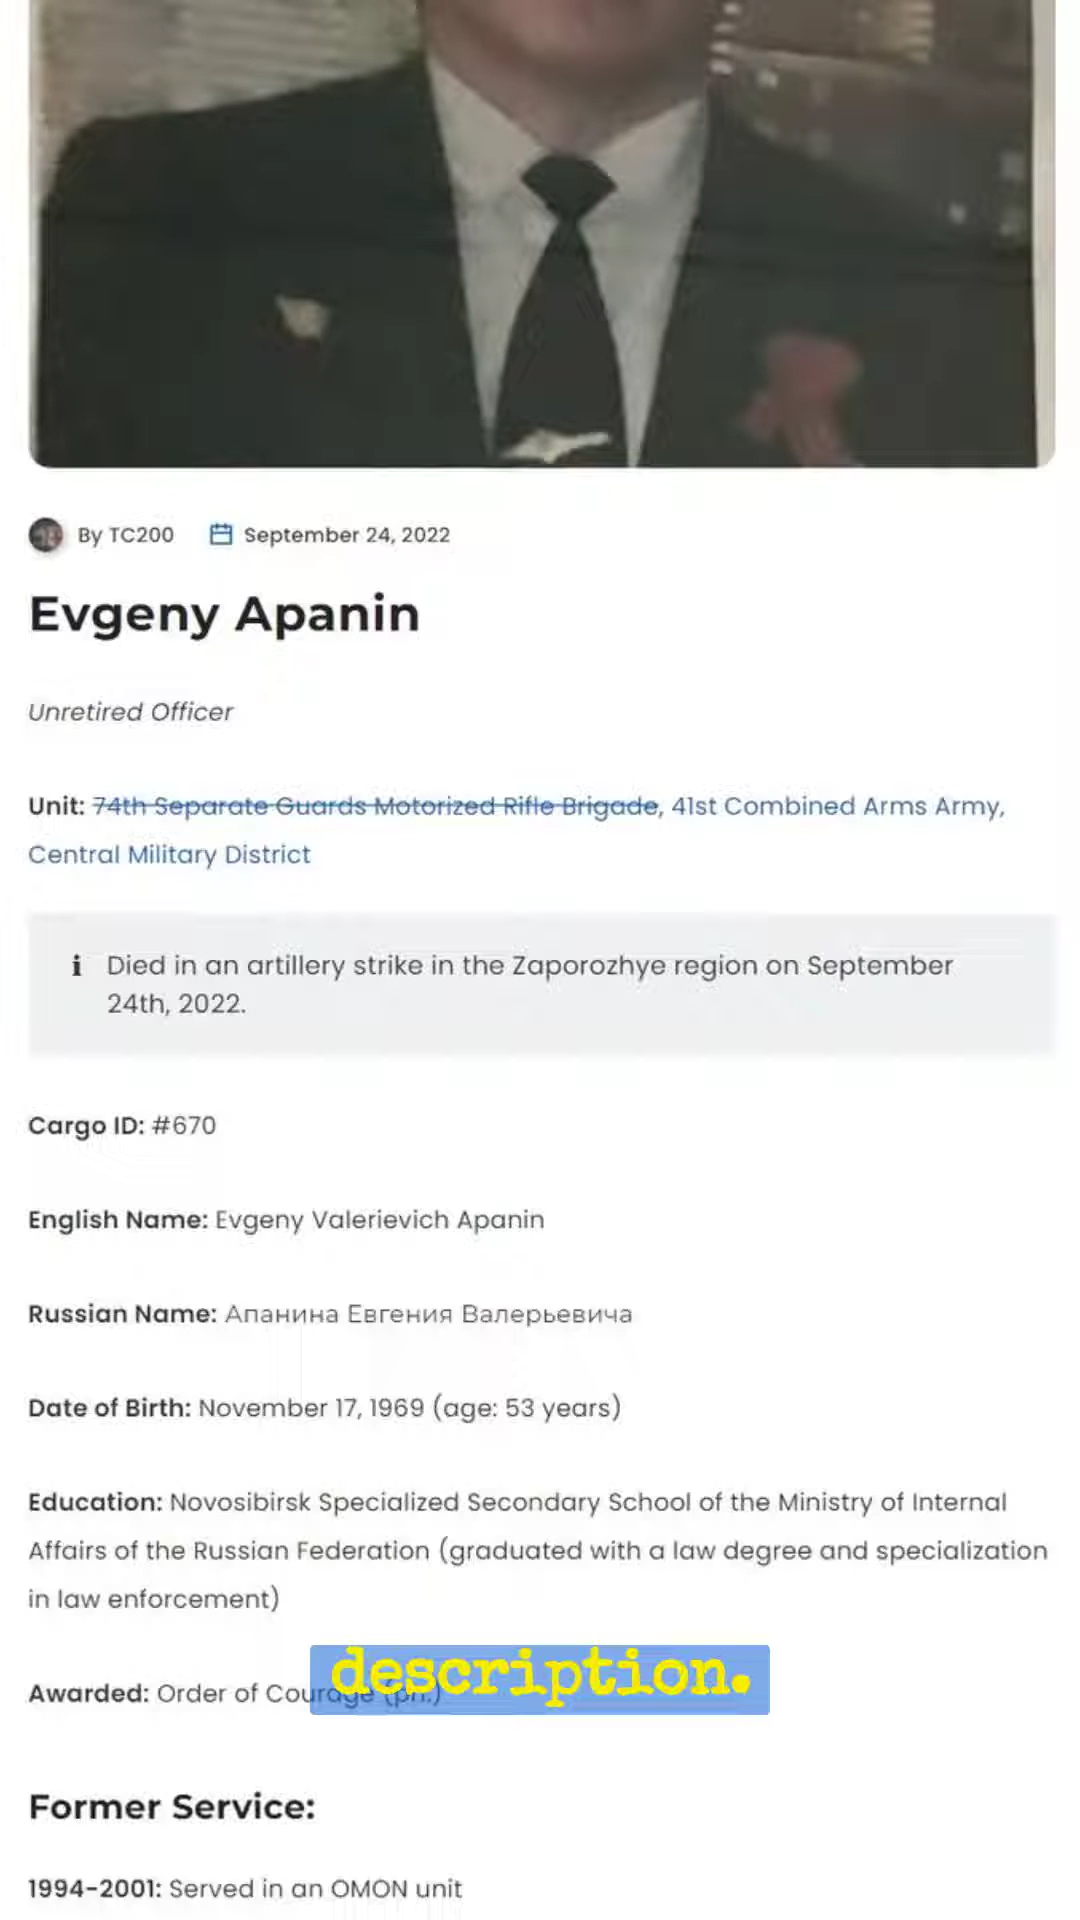 By TC200 September 24, 2022
Evgeny Apanin
Unretired Officer
Unit: 74th Separate Guards Motorized Rifle Brigade, 41st Combined Arms Army,
Central Military District
i Died in an artillery strike in the Zaporozhye region on September
24th, 2022.
Cargo ID: #670
English Name: Evgeny Valerievich Apanin
Russian Name: Апанина Евгения Валерьевича
Date of Birth: November 17, 1969 (age: 53 years)
Education: Novosibirsk Specialized Secondary School of the Ministry of Internal
Affairs of the Russian Federation (graduated with a law degree and specialization
in law enforcement)
description.
Awarded: Order of Courage (ph.)
Former Service:
1994-2001: Served in an OMON unit